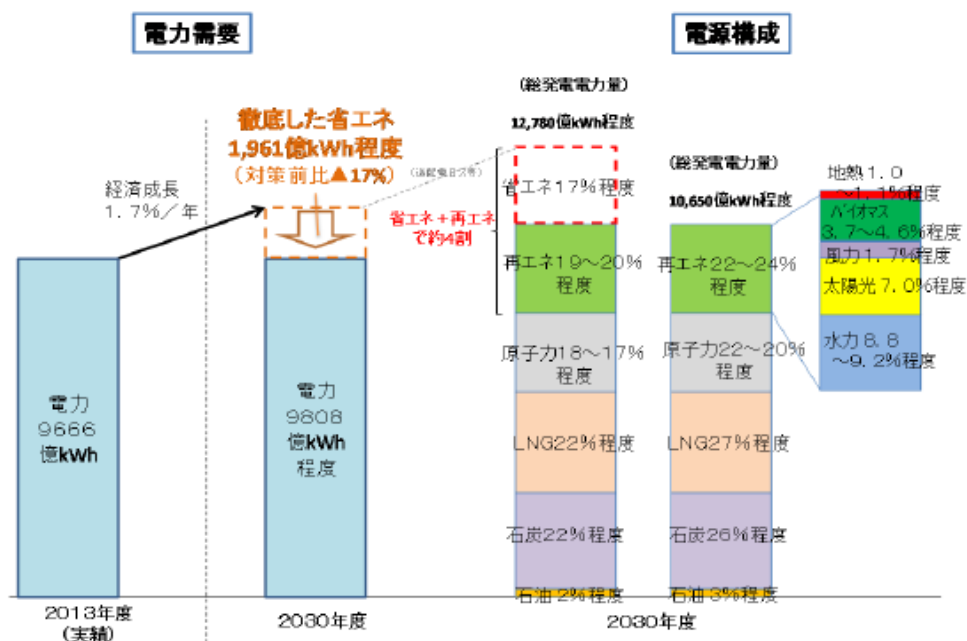 電力需要
電源構成
(総発電電力量)
12,780億kWh程度
徹底した省エネ
1,961億kWh程度
(対策前比▲17%)
経済成長
1.7%/年
省エネ+再エネ
で約4割
省エネ17%程度
再エネ19~20%
程度
原子力18~17%
程度
LNG22%程度
石炭22%程度
石油2%程度
(総発電電力量)
10,650億kWh程度
再エネ22~24%
程度
原子力22~20%
程度
LNG27%程度
石炭26%程度
石油3%程度
地熱1.0
~1.1%程度
バイオマス
3.7~4.6%程度
風力1.7%程度
太陽光7.0%程度
水力8.8
~9.2%程度
電力
9666
億kWh
電力
9808
億kWh
程度
2013年度
(実績)
2030年度
2030年度